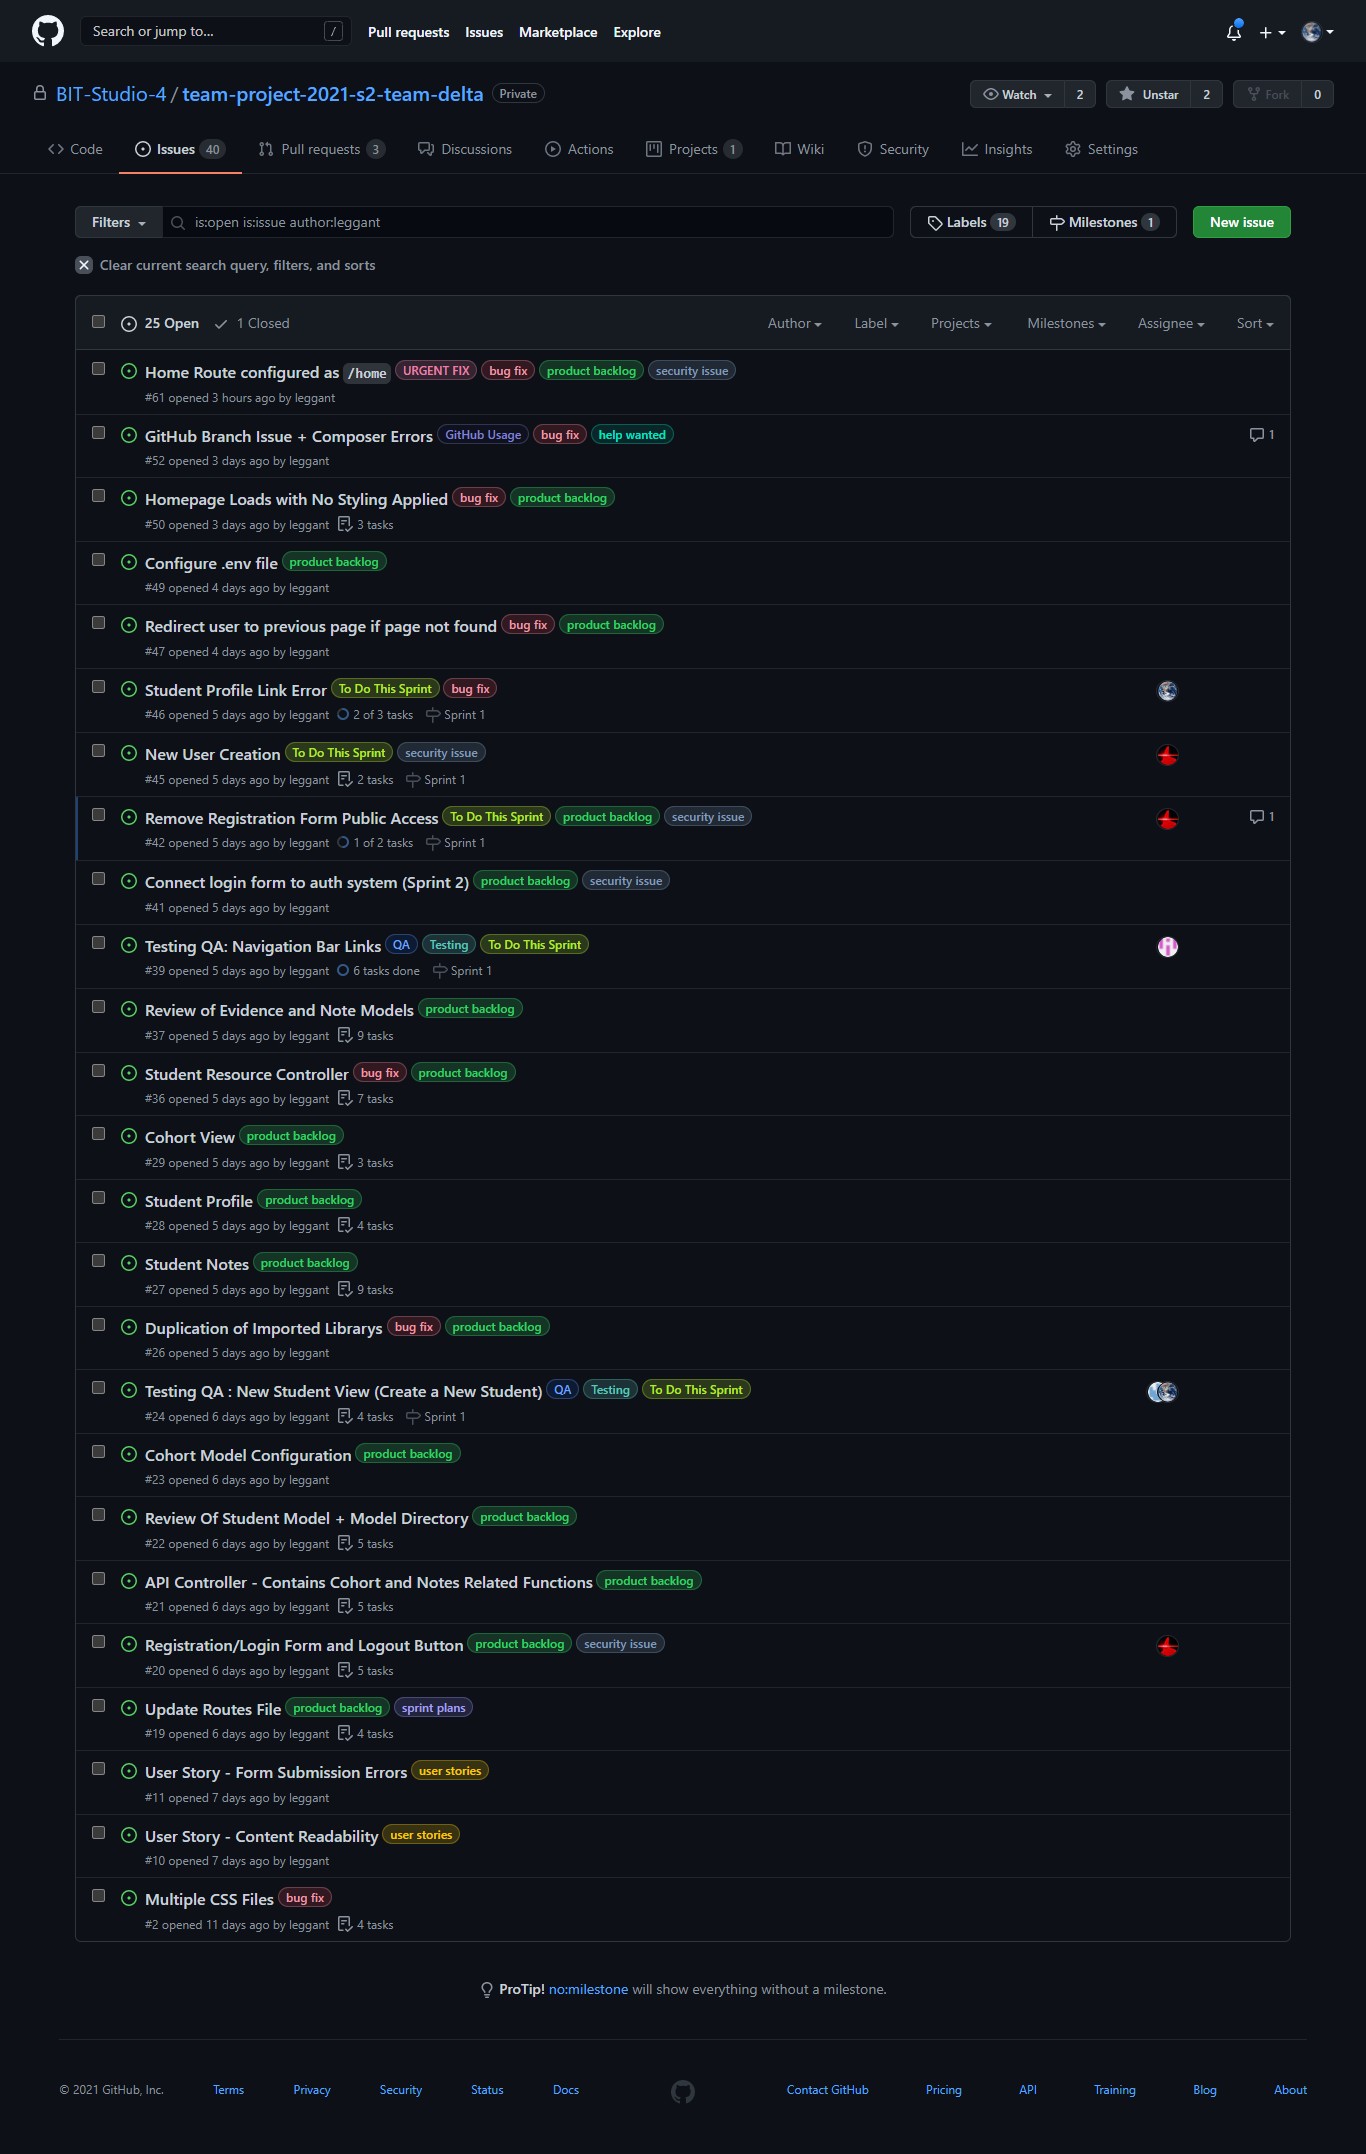 Search or jump to... / Pull requests Issues Marketplace Explore
BIT-Studio-4 / team-project-2021-s2-team-delta Private Watch 2 Unstar 2 Fork 0
Code Issues 40 Pull requests 3 Discussions Actions Projects 1 Wiki Security Insights Settings
Filters is:open is:issue author:leggant Labels 19 Milestones 1 New issue
Clear current search query, filters, and sorts
25 Open 1 Closed Author Label Projects Milestones Assignee Sort
Home Route configured as /home URGENT FIX bug fix product backlog security issue
#61 opened 3 hours ago by leggant
GitHub Branch Issue + Composer Errors GitHub Usage bug fix help wanted 1
#52 opened 3 days ago by leggant
Homepage Loads with No Styling Applied bug fix product backlog
#50 opened 3 days ago by leggant 3 tasks
Configure .env file product backlog
#49 opened 4 days ago by leggant
Redirect user to previous page if page not found bug fix product backlog
#47 opened 4 days ago by leggant
Student Profile Link Error To Do This Sprint bug fix
#46 opened 5 days ago by leggant 2 of 3 tasks Sprint 1
New User Creation To Do This Sprint security issue
#45 opened 5 days ago by leggant 2 tasks Sprint 1
Remove Registration Form Public Access To Do This Sprint product backlog security issue 1
#42 opened 5 days ago by leggant 1 of 2 tasks Sprint 1
Connect login form to auth system (Sprint 2) product backlog security issue
#41 opened 5 days ago by leggant
Testing QA: Navigation Bar Links QA Testing To Do This Sprint
#39 opened 5 days ago by leggant 6 tasks done Sprint 1
Review of Evidence and Note Models product backlog
#37 opened 5 days ago by leggant 9 tasks
Student Resource Controller bug fix product backlog
#36 opened 5 days ago by leggant 7 tasks
Cohort View product backlog
#29 opened 5 days ago by leggant 3 tasks
Student Profile product backlog
#28 opened 5 days ago by leggant 4 tasks
Student Notes product backlog
#27 opened 5 days ago by leggant 9 tasks
Duplication of Imported Librarys bug fix product backlog
#26 opened 5 days ago by leggant
Testing QA : New Student View (Create a New Student) QA Testing To Do This Sprint
#24 opened 6 days ago by leggant 4 tasks Sprint 1
Cohort Model Configuration product backlog
#23 opened 6 days ago by leggant
Review Of Student Model + Model Directory product backlog
#22 opened 6 days ago by leggant 5 tasks
API Controller - Contains Cohort and Notes Related Functions product backlog
#21 opened 6 days ago by leggant 5 tasks
Registration/Login Form and Logout Button product backlog security issue
#20 opened 6 days ago by leggant 5 tasks
Update Routes File product backlog sprint plans
#19 opened 6 days ago by leggant 4 tasks
User Story - Form Submission Errors user stories
#11 opened 7 days ago by leggant
User Story - Content Readability user stories
#10 opened 7 days ago by leggant
Multiple CSS Files bug fix
#2 opened 11 days ago by leggant 4 tasks
ProTip! no:milestone will show everything without a milestone.
© 2021 GitHub, Inc. Terms Privacy Security Status Docs Contact GitHub Pricing API Training Blog About